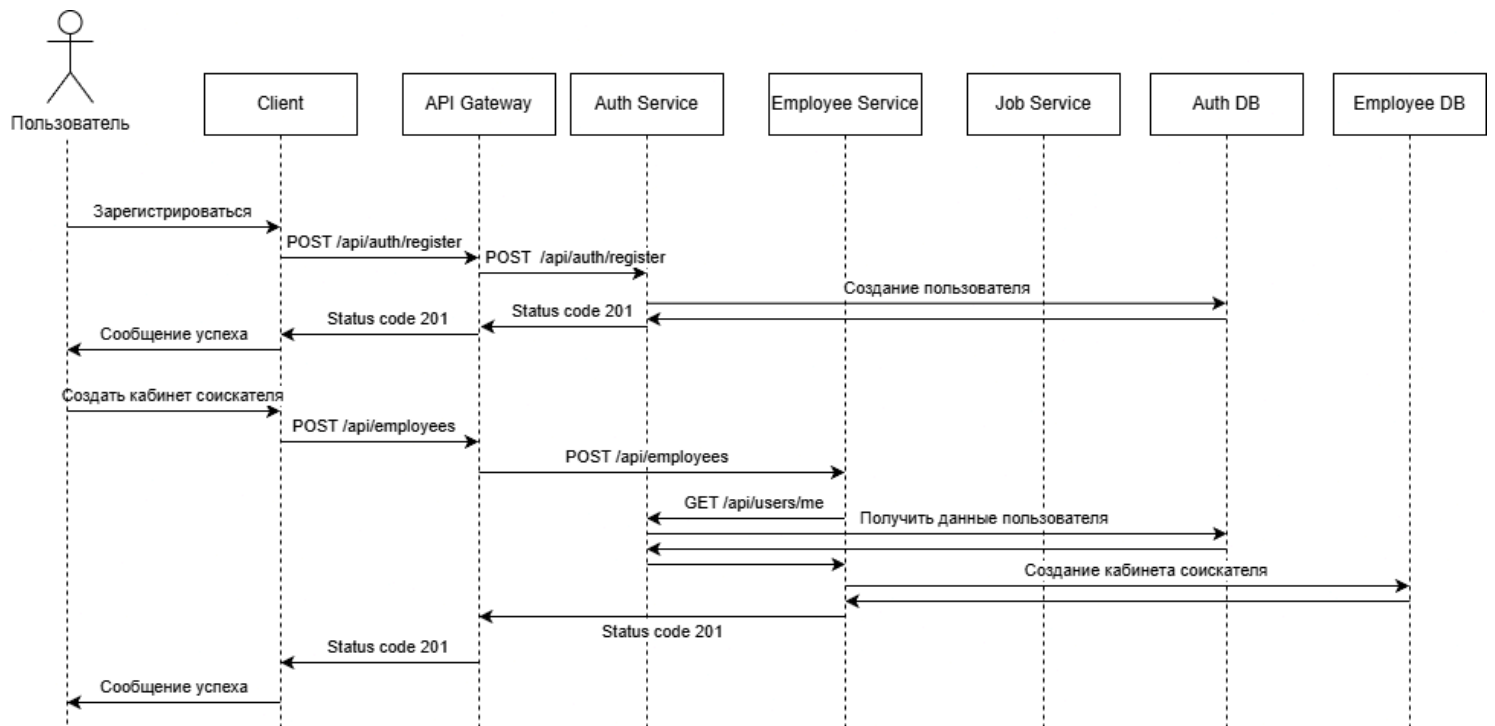 Пользователь
Client
API Gateway
Auth Service
Employee Service
Job Service
Auth DB
Employee DB
Зарегистрироваться
POST /api/auth/register
POST /api/auth/register
Создание пользователя
Status code 201
Status code 201
Сообщение успеха
Создать кабинет соискателя
POST /api/employees
POST /api/employees
GET /api/users/me
Получить данные пользователя
Создание кабинета соискателя
Status code 201
Status code 201
Сообщение успеха